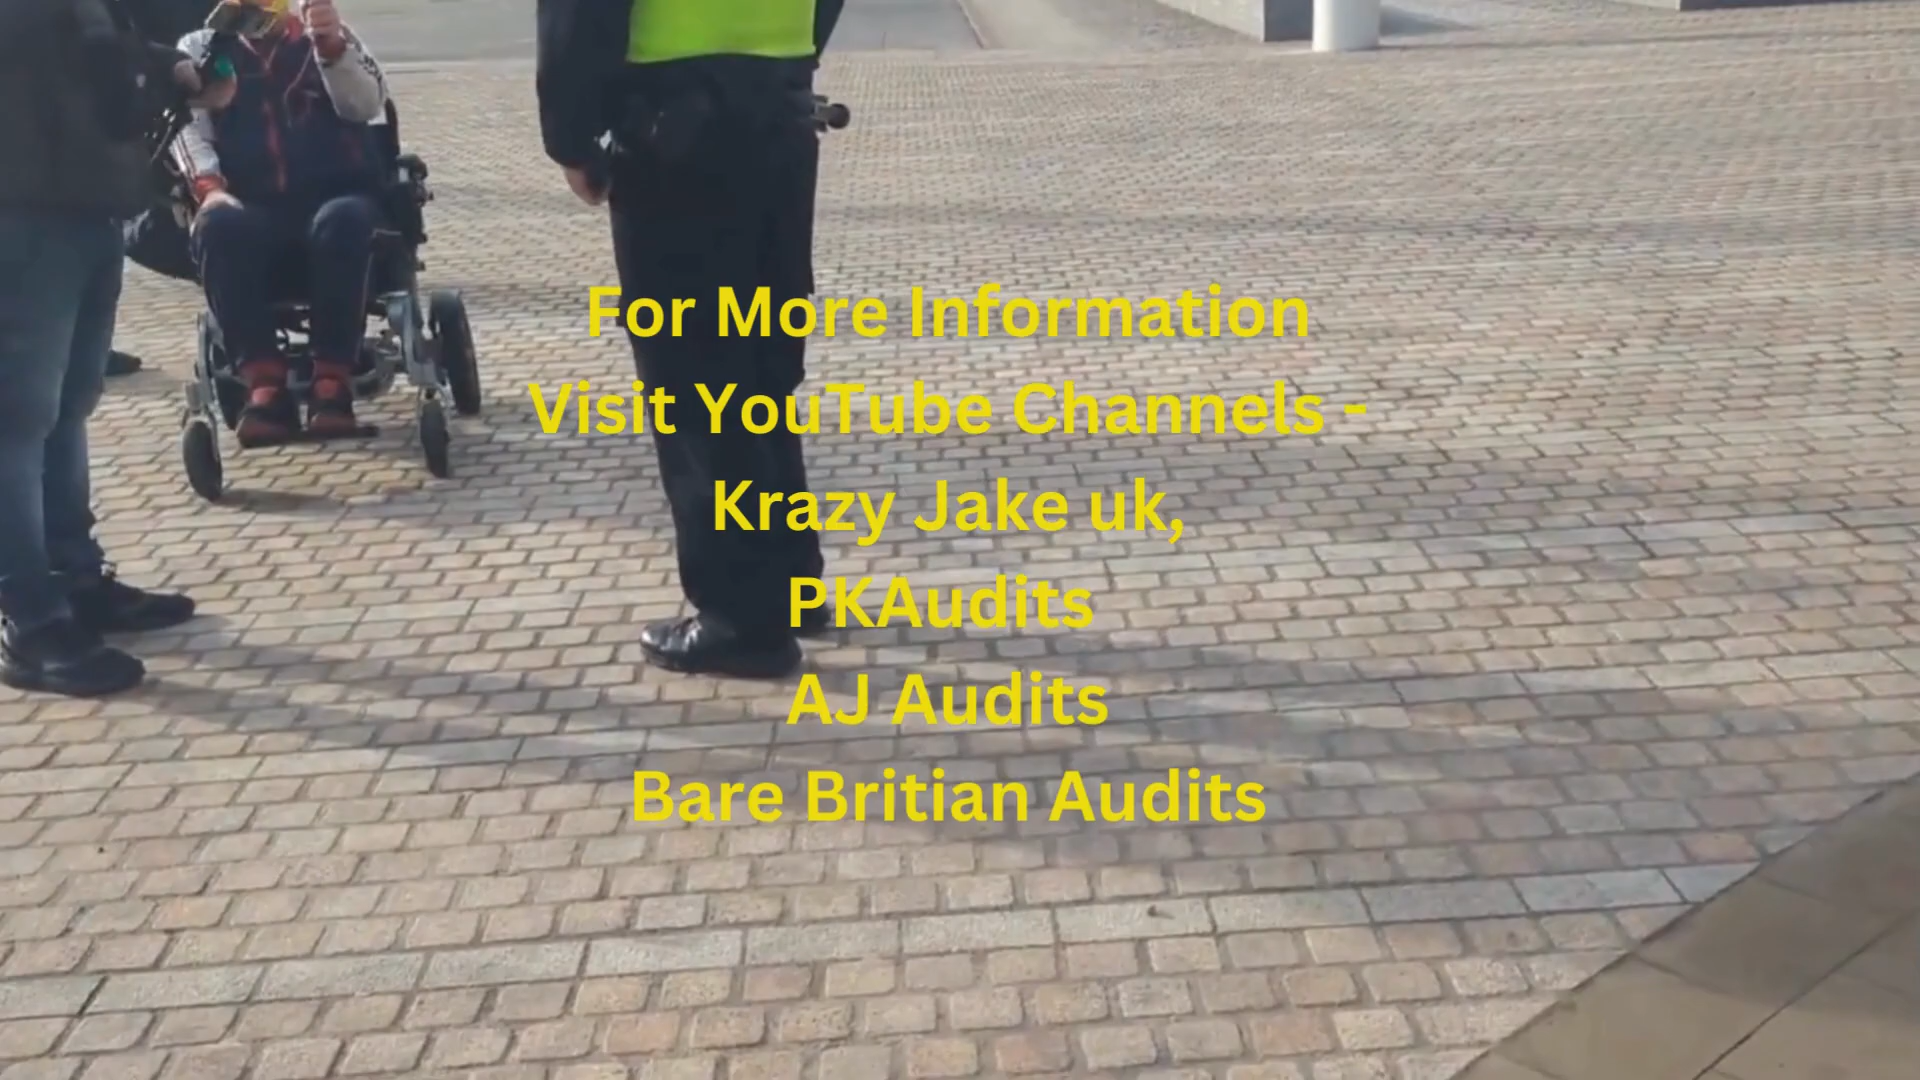 For More Information
Visit YouTube Channels -
Krazy Jake uk,
PKAudits
AJ Audits
Bare Britian Audits